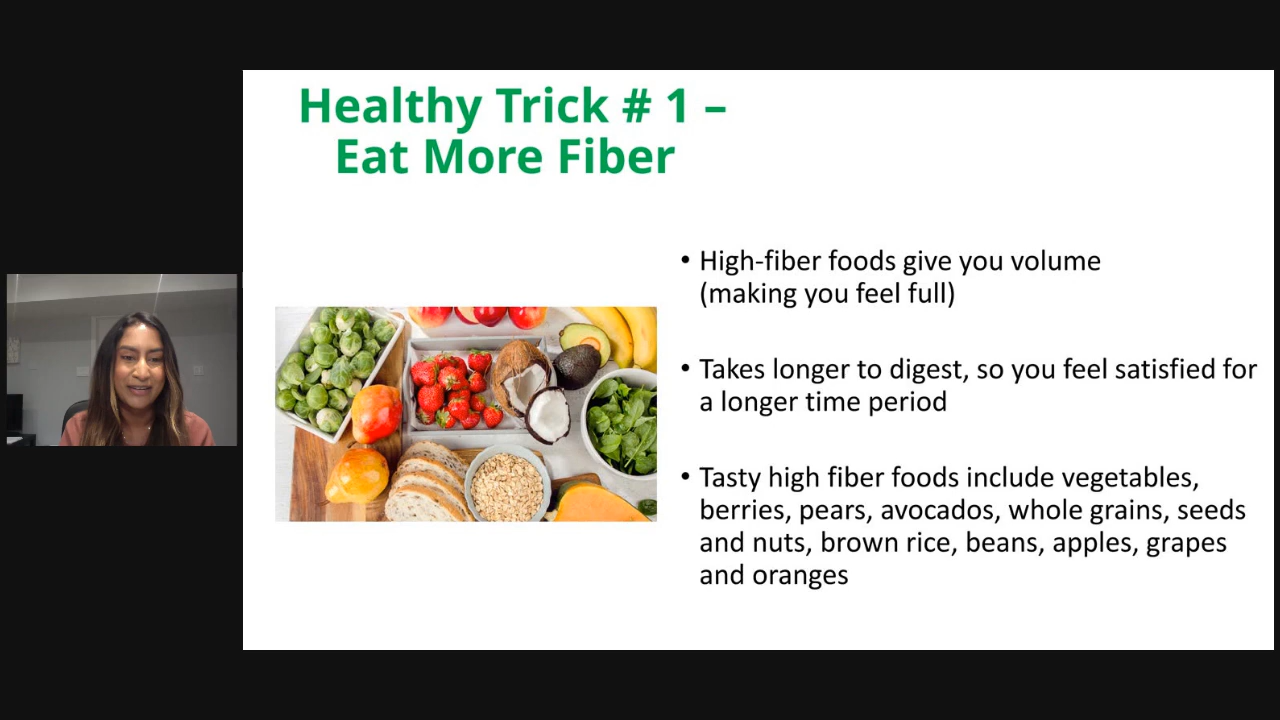 Healthy Trick # 1 –
Eat More Fiber
• High-fiber foods give you volume
(making you feel full)
• Takes longer to digest, so you feel satisfied for
a longer time period
• Tasty high fiber foods include vegetables,
berries, pears, avocados, whole grains, seeds
and nuts, brown rice, beans, apples, grapes
and oranges